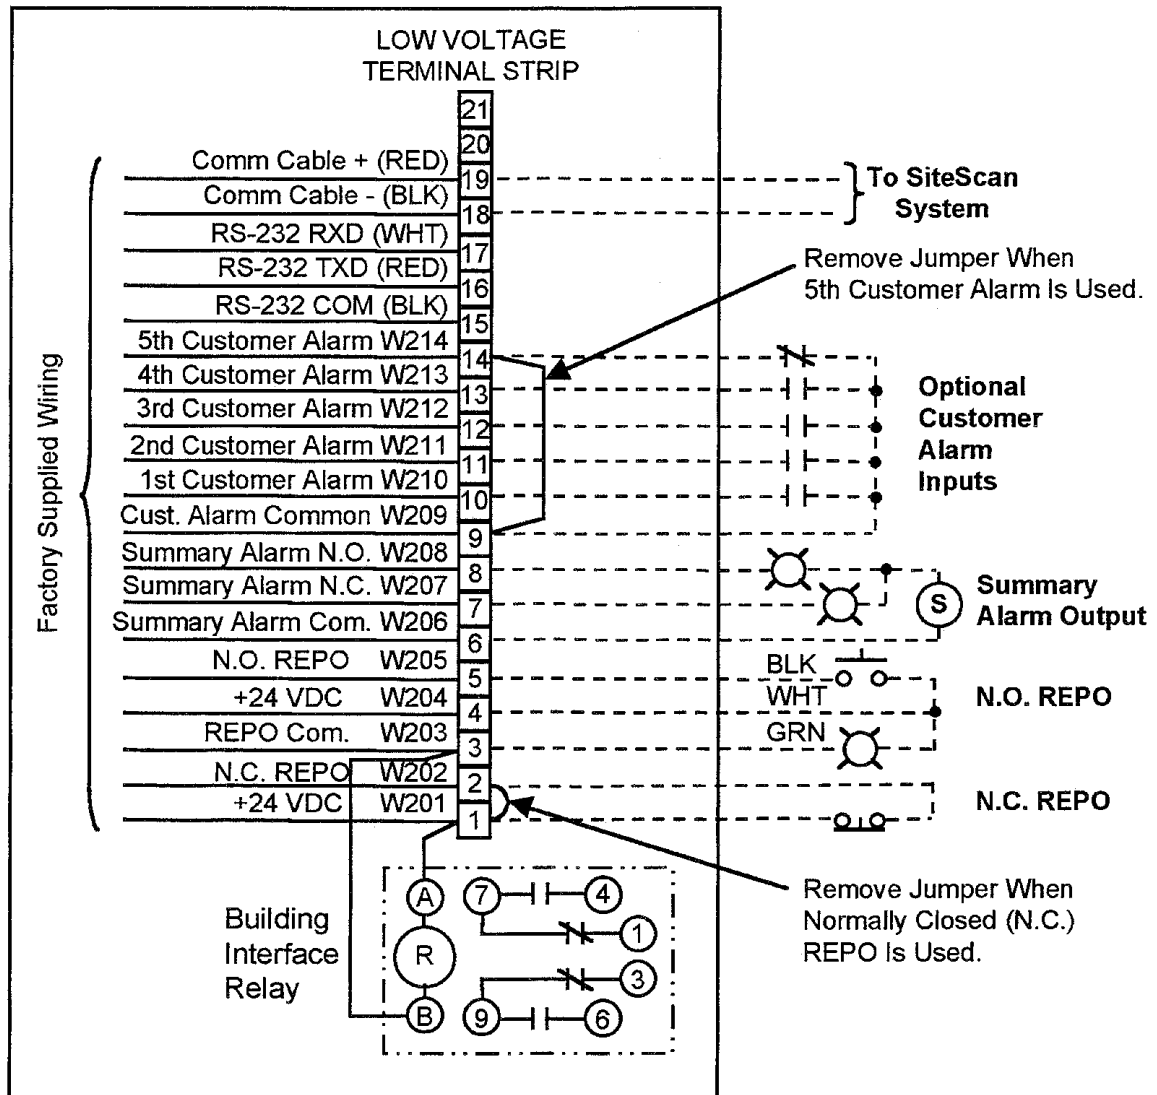 LOW VOLTAGE
TERMINAL STRIP
21
20
Comm Cable + (RED)
19
Comm Cable - (BLK)
18
To SiteScan
System
RS-232 RXD (WHT)
17
RS-232 TXD (RED)
16
RS-232 COM (BLK)
15
Remove Jumper When
5th Customer Alarm Is Used.
5th Customer Alarm W214
14
4th Customer Alarm W213
13
3rd Customer Alarm W212
12
2nd Customer Alarm W211
11
1st Customer Alarm W210
10
Cust. Alarm Common W209
9
Optional
Customer
Alarm
Inputs
Factory Supplied Wiring
Summary Alarm N.O. W208
8
Summary Alarm N.C. W207
7
Summary Alarm Com. W206
6
S
Summary
Alarm Output
N.O. REPO W205
5
BLK
+24 VDC W204
4
WHT
REPO Com. W203
3
GRN
N.O. REPO
N.C. REPO W202
2
+24 VDC W201
1
N.C. REPO
Remove Jumper When
Normally Closed (N.C.)
REPO Is Used.
Building
Interface
Relay
A
R
B
7
4
1
3
9
6